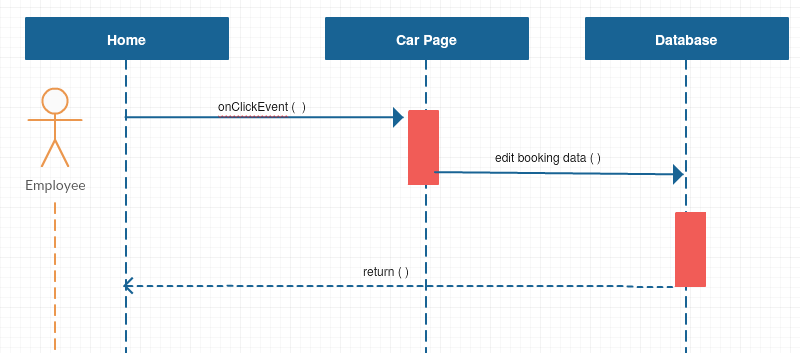 Home
Car Page
Database
onClickEvent ( )
edit booking data ( )
Employee
return ( )